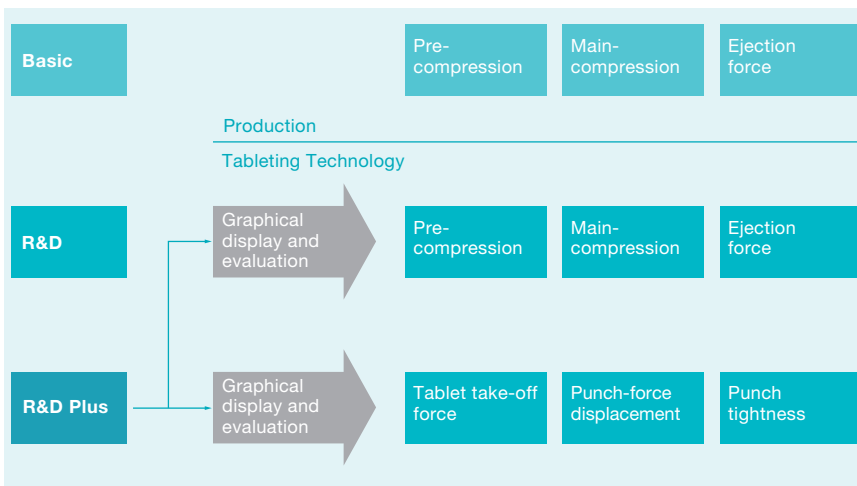 Basic
Pre-
compression
Main-
compression
Ejection
force
Production
Tableting Technology
R&D
Graphical
display and
evaluation
Pre-
compression
Main-
compression
Ejection
force
R&D Plus
Graphical
display and
evaluation
Tablet take-off
force
Punch-force
displacement
Punch
tightness